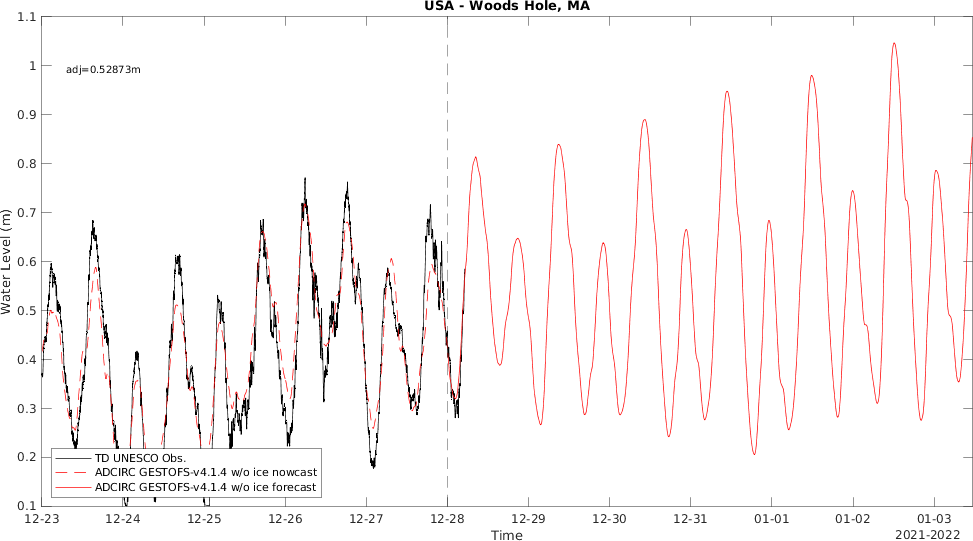 USA - Woods Hole, MA
1.1
1
0.9
0.8
0.7
0.6
0.5
0.4
0.3
0.2
0.1
Water Level (m)
adj=0.52873m
TD UNESCO Obs.
ADCIRC GESTOFS-v4.1.4 w/o ice nowcast
ADCIRC GESTOFS-v4.1.4 w/o ice forecast
12-23 12-24 12-25 12-26 12-27 12-28 12-29 12-30 12-31 01-01 01-02 01-03
Time
2021-2022